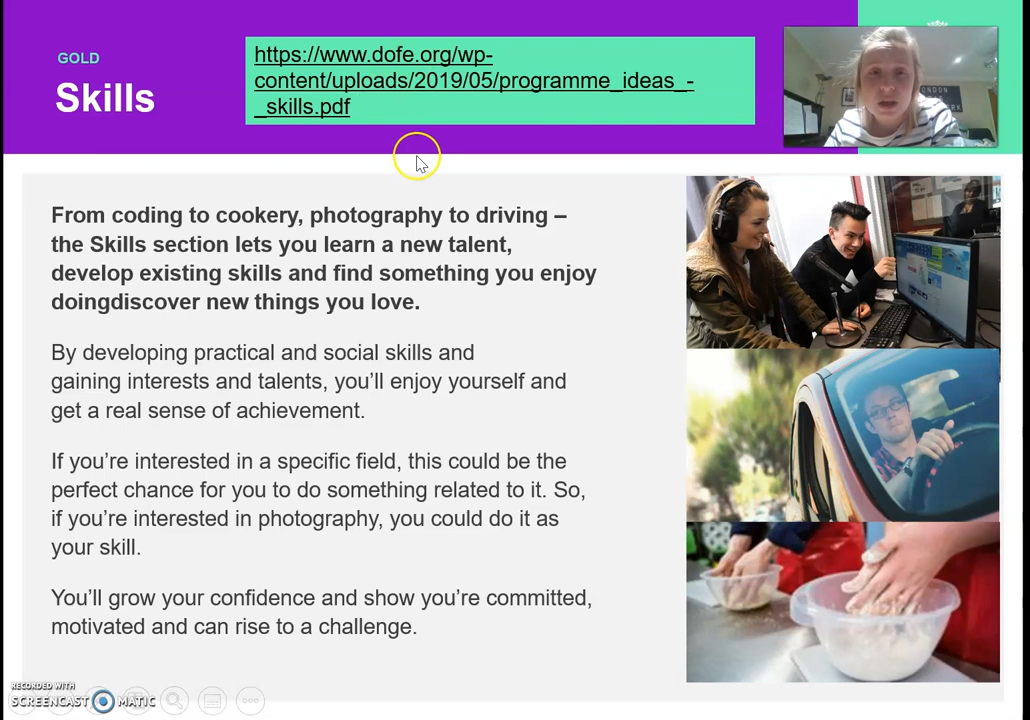 GOLD
Skills
https://www.dofe.org/wp-
content/uploads/2019/05/programme_ideas_-
_skills.pdf
From coding to cookery, photography to driving –
the Skills section lets you learn a new talent,
develop existing skills and find something you enjoy
doingdiscover new things you love.
By developing practical and social skills and
gaining interests and talents, you’ll enjoy yourself and
get a real sense of achievement.
If you’re interested in a specific field, this could be the
perfect chance for you to do something related to it. So,
if you’re interested in photography, you could do it as
your skill.
You’ll grow your confidence and show you’re committed,
motivated and can rise to a challenge.
RECORDED WITH
SCREENCAST MATIC